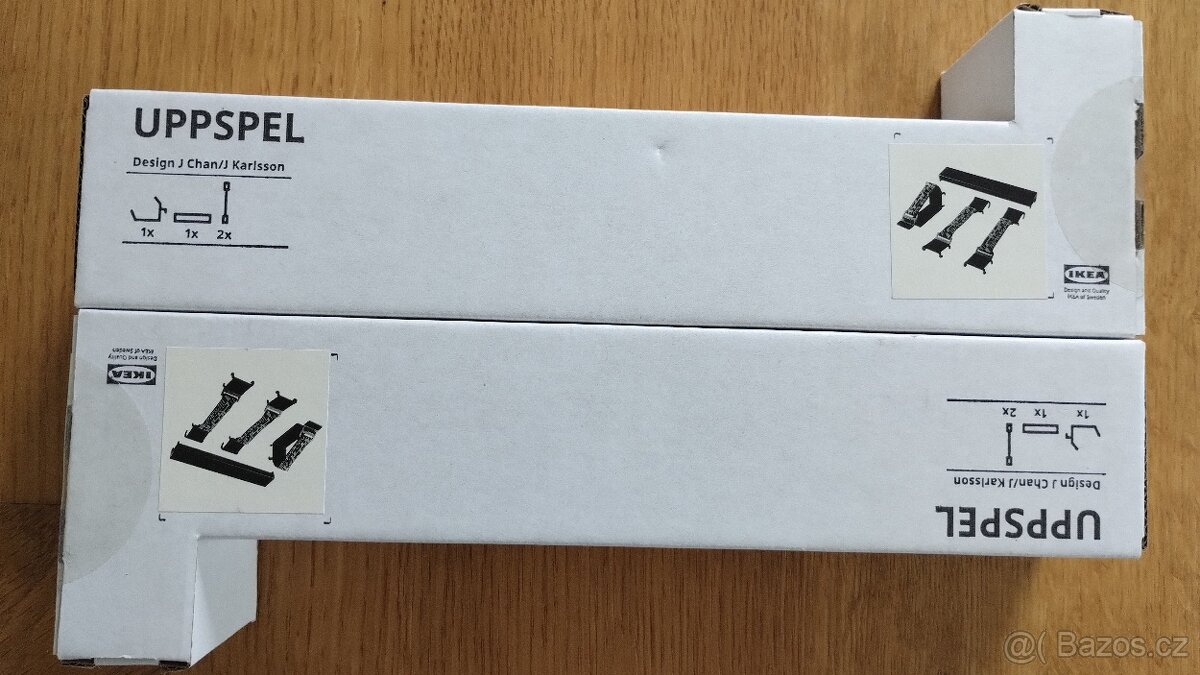 UPPSPEL
Design J Chan/J Karlsson
1x 1x 2x
IKEA
Design and Quality
IKEA of Sweden
UPPSPEL
Design J Chan/J Karlsson
1x 1x 2x
IKEA
Design and Quality
IKEA of Sweden
@( Bazos.cz